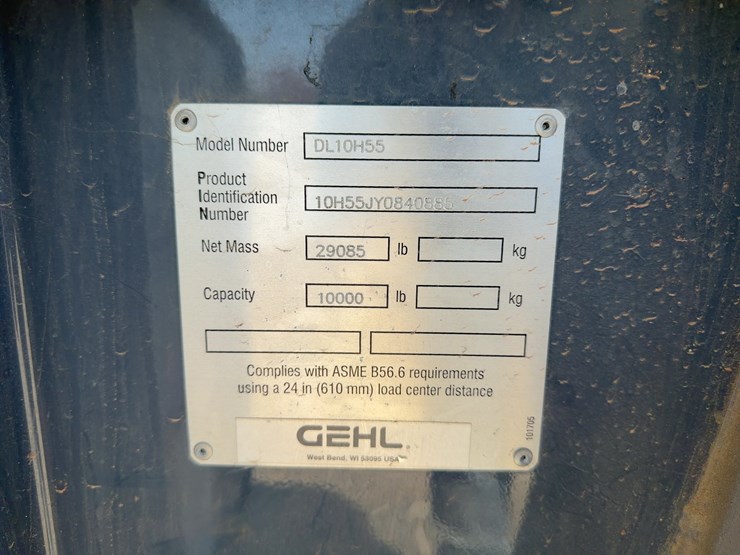 Model Number DL10H55
Product
Identification
Number 10H55JY0840885
Net Mass 29085 lb kg
Capacity 10000 lb kg
Complies with ASME B56.6 requirements
using a 24 in (610 mm) load center distance
GEHL
West Bend, WI 53095 USA
101705